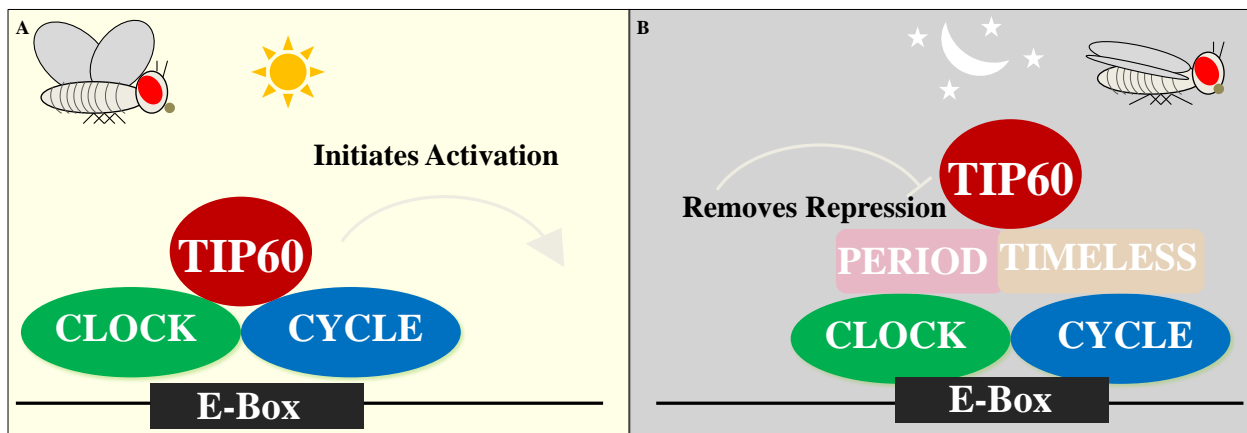 A
Initiates Activation
TIP60
CLOCK CYCLE
E-Box
B
TIP60
Removes Repression
PERIOD TIMELESS
CLOCK CYCLE
E-Box